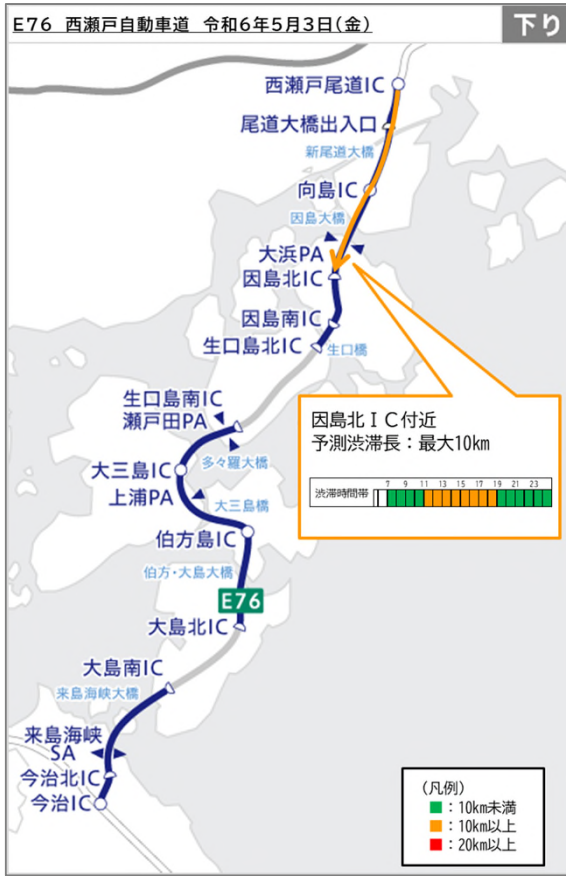 E76 西瀬戸自動車道 令和6年5月3日(金)
下り
西瀬戸尾道IC
尾道大橋出入口
新尾道大橋
向島IC
因島大橋
大浜PA
因島北IC
因島南IC
生口島北IC
生口橋
因島北ＩＣ付近
予測渋滞長：最大10km
渋滞時間帯
7 9 11 13 15 17 19 21 23
生口島南IC
瀬戸田PA
多々羅大橋
大三島IC
上浦PA
大三島橋
伯方島IC
伯方・大島大橋
E76
大島北IC
大島南IC
来島海峡大橋
来島海峡
SA
今治北IC
今治IC
(凡例)
：10km未満
：10km以上
：20km以上